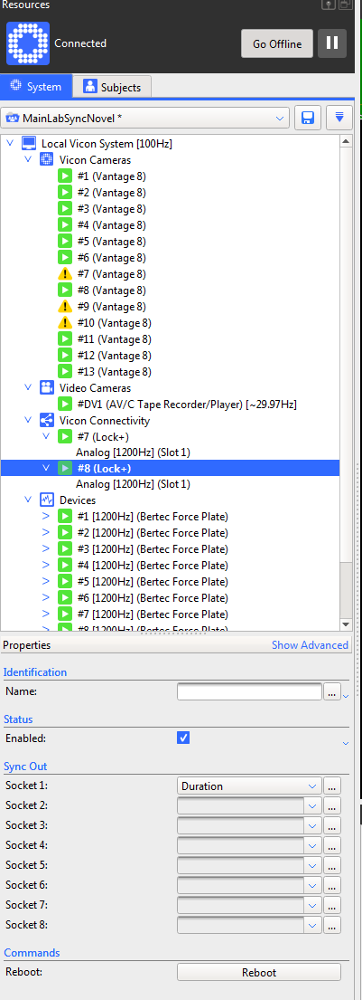 Resources
Connected
Go Offline
System
Subjects
MainLabSyncNovel *
Local Vicon System [100Hz]
Vicon Cameras
#1 (Vantage 8)
#2 (Vantage 8)
#3 (Vantage 8)
#4 (Vantage 8)
#5 (Vantage 8)
#6 (Vantage 8)
#7 (Vantage 8)
#8 (Vantage 8)
#9 (Vantage 8)
#10 (Vantage 8)
#11 (Vantage 8)
#12 (Vantage 8)
#13 (Vantage 8)
Video Cameras
#DV1 (AV/C Tape Recorder/Player) [~29.97Hz]
Vicon Connectivity
#7 (Lock+)
Analog [1200Hz] (Slot 1)
#8 (Lock+)
Analog [1200Hz] (Slot 1)
Devices
#1 [1200Hz] (Bertec Force Plate)
#2 [1200Hz] (Bertec Force Plate)
#3 [1200Hz] (Bertec Force Plate)
#4 [1200Hz] (Bertec Force Plate)
#5 [1200Hz] (Bertec Force Plate)
#6 [1200Hz] (Bertec Force Plate)
#7 [1200Hz] (Bertec Force Plate)
#8 [1200Hz] (Bertec Force Plate)
Properties Show Advanced
Identification
Name: ...
Status
Enabled:
Sync Out
Socket 1: Duration ...
Socket 2: ...
Socket 3: ...
Socket 4: ...
Socket 5: ...
Socket 6: ...
Socket 7: ...
Socket 8: ...
Commands
Reboot: Reboot